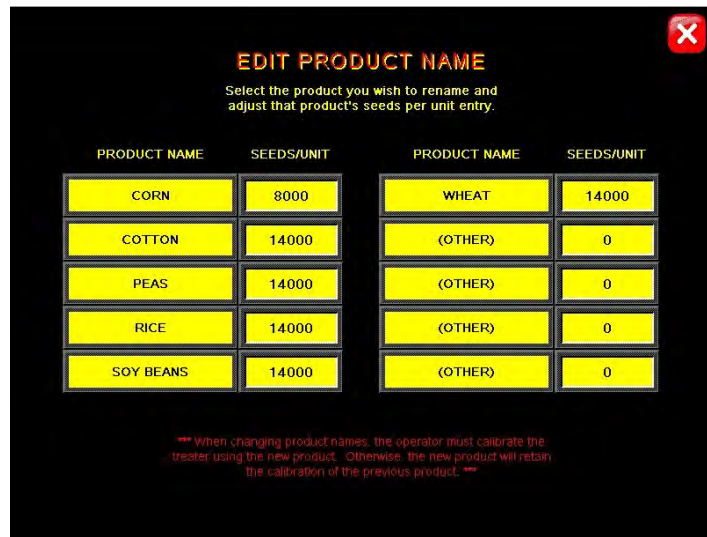 EDIT PRODUCT NAME
Select the product you wish to rename and
adjust that product's seeds per unit entry.
PRODUCT NAME SEEDS/UNIT PRODUCT NAME SEEDS/UNIT
CORN 8000 WHEAT 14000
COTTON 14000 (OTHER) 0
PEAS 14000 (OTHER) 0
RICE 14000 (OTHER) 0
SOY BEANS 14000 (OTHER) 0
*** When changing product names, the operator must calibrate the
treater using the new product. Otherwise, the new product will retain
the calibration of the previous product. ***